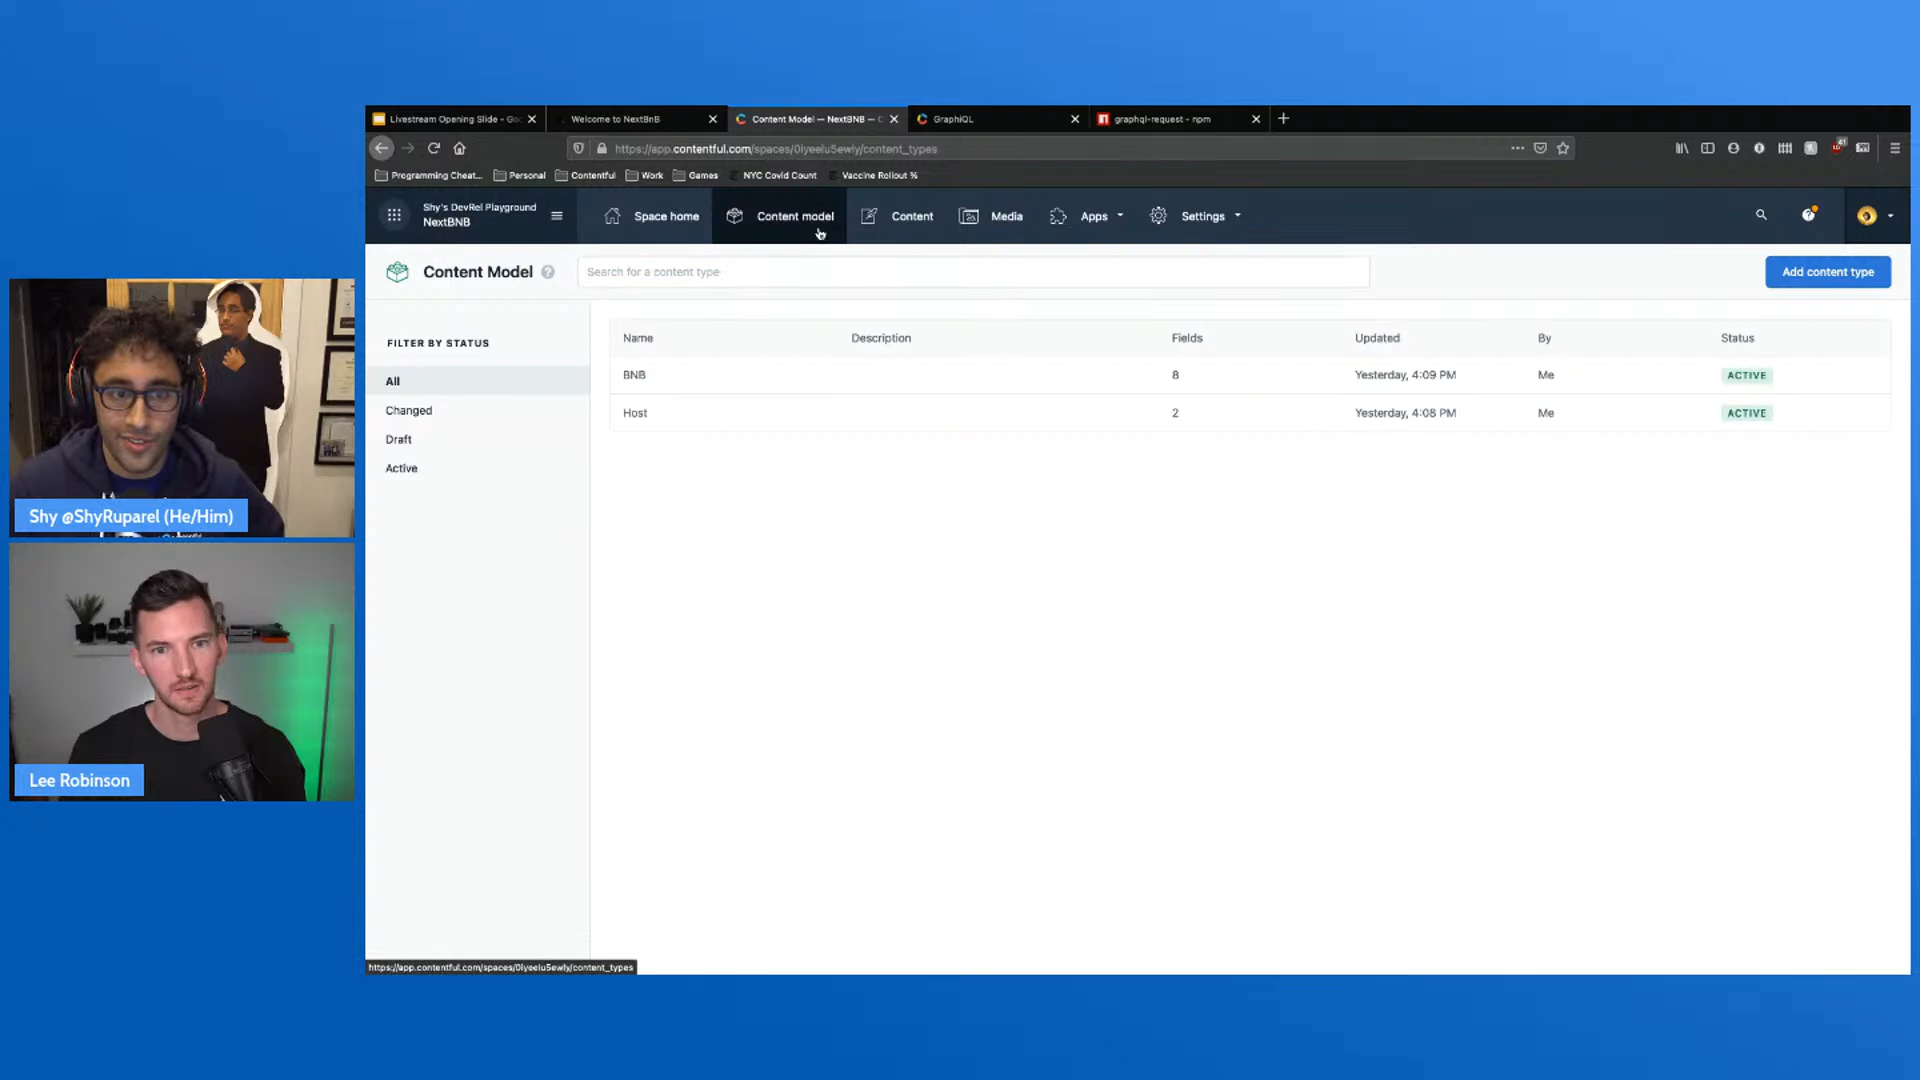 Livestream Opening Slide - Go
Welcome to NextBnB
Content Model — NextBNB — C
GraphiQL
graphql-request - npm
https://app.contentful.com/spaces/0lyeelu5ewly/content_types
41
Programming Cheat...
Personal
Contentful
Work
Games
NYC Covid Count
Vaccine Rollout %
Shy's DevRel Playground
NextBNB
Space home
Content model
Content
Media
Apps
Settings
Content Model
Search for a content type
Add content type
FILTER BY STATUS
All
Changed
Draft
Active
Name Description Fields Updated By Status
BNB 8 Yesterday, 4:09 PM Me ACTIVE
Host 2 Yesterday, 4:08 PM Me ACTIVE
Shy @ShyRuparel (He/Him)
Lee Robinson
https://app.contentful.com/spaces/0lyeelu5ewly/content_types